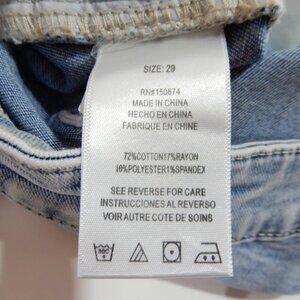 SIZE: 29
RN#150674
MADE IN CHINA
HECHO EN CHINA
FABRIQUE EN CHINE
72%COTTON17%RAYON
10%POLYESTER1%SPANDEX
SEE REVERSE FOR CARE
INSTRUCCIONES AL REVERSO
VOIR AUTRE COTE DE SOINS